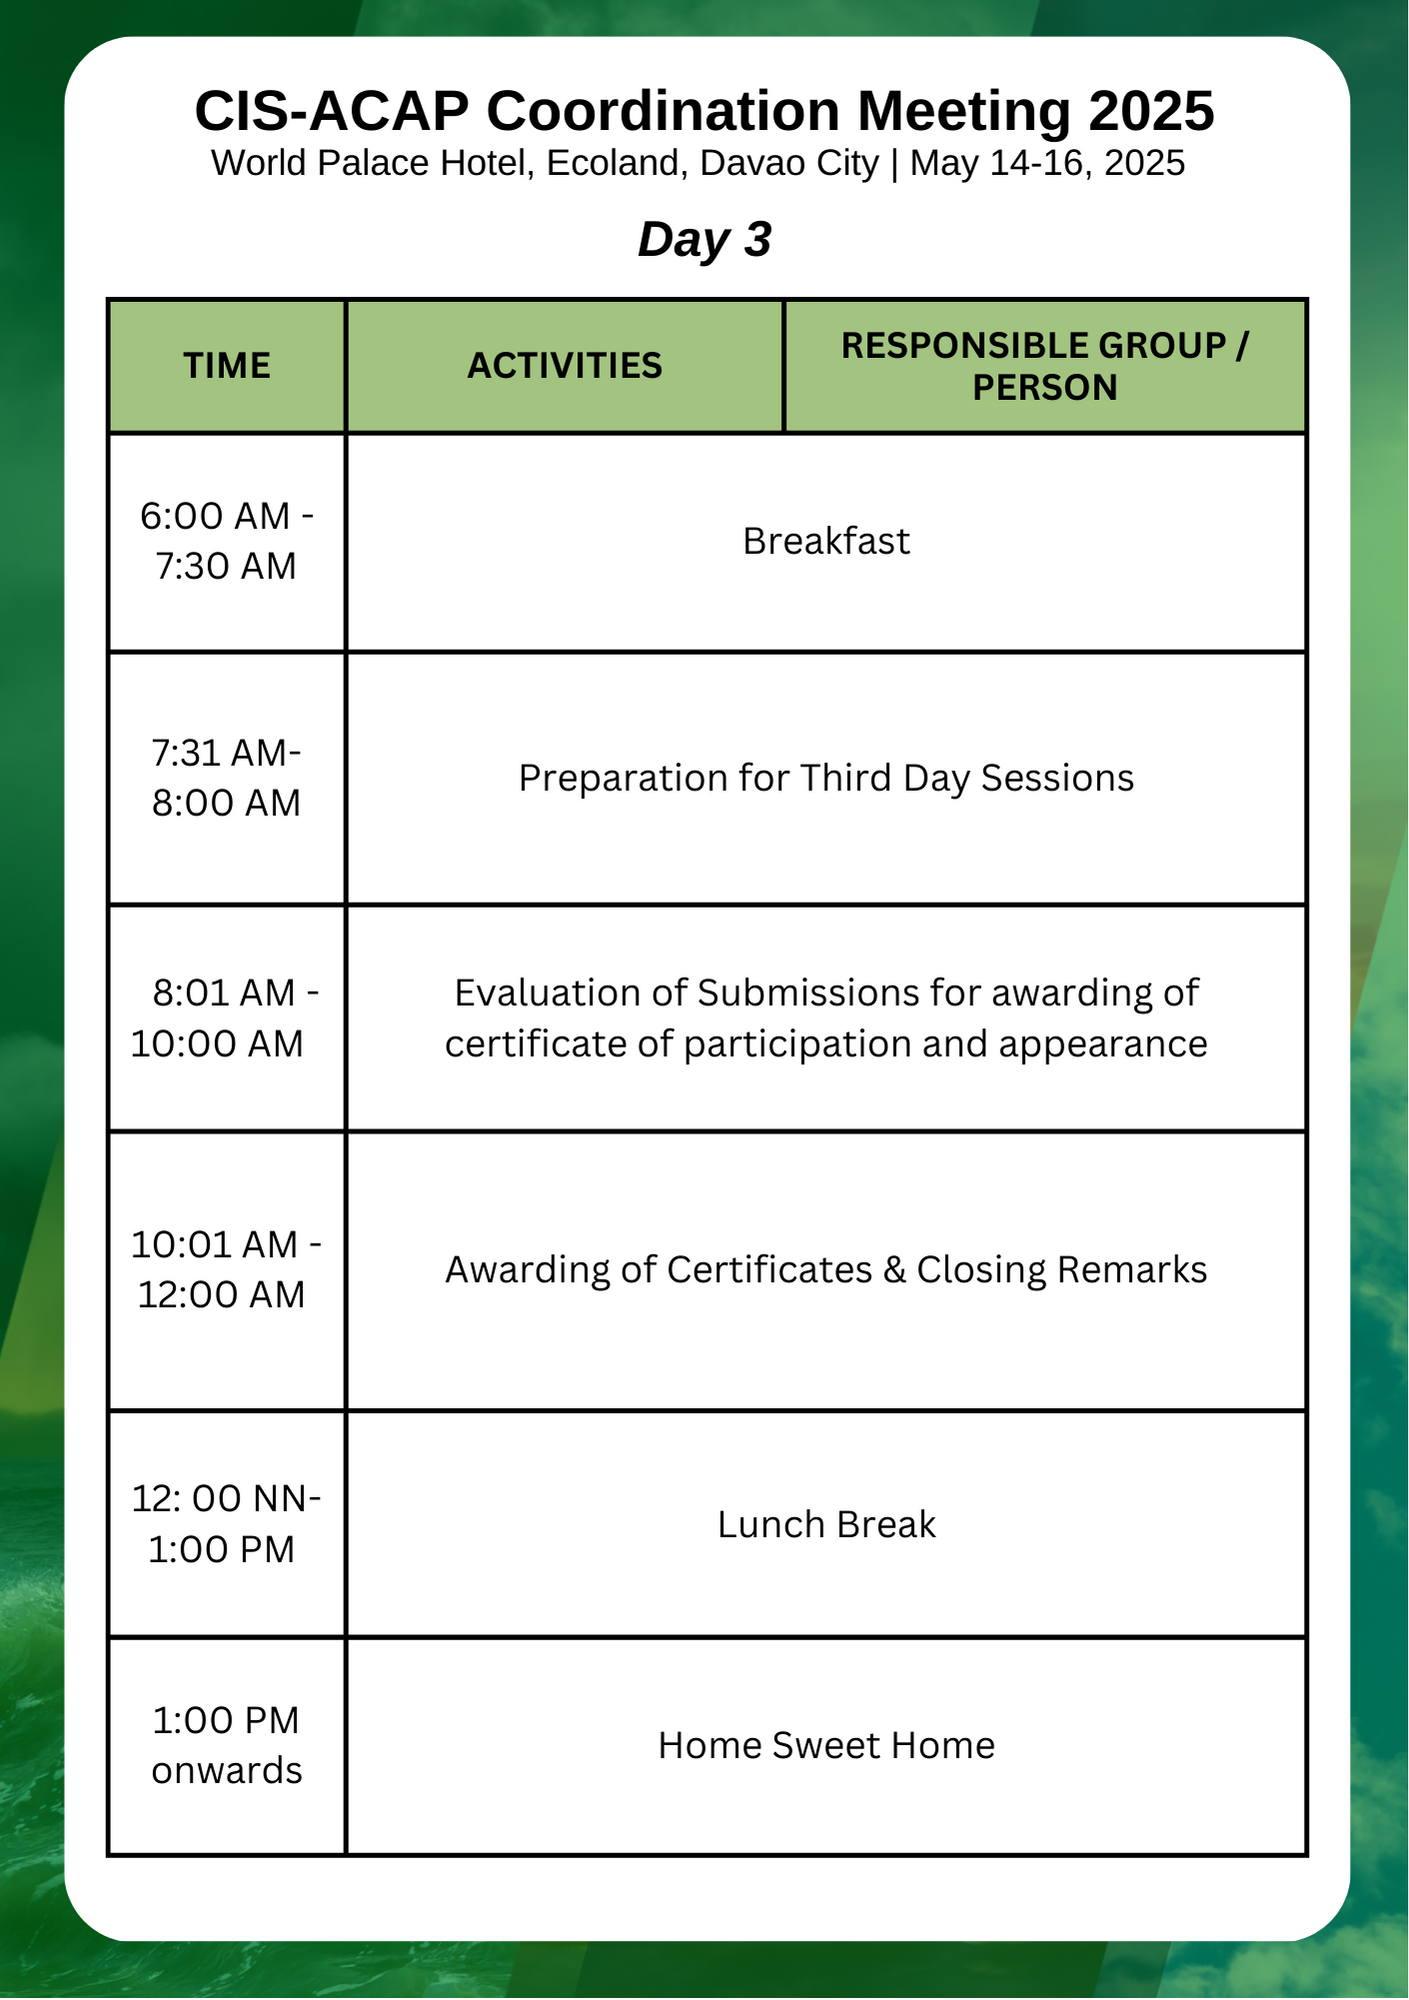 CIS-ACAP Coordination Meeting 2025
World Palace Hotel, Ecoland, Davao City | May 14-16, 2025
Day 3
TIME
ACTIVITIES
RESPONSIBLE GROUP /
PERSON
6:00 AM -
7:30 AM
Breakfast
7:31 AM-
8:00 AM
Preparation for Third Day Sessions
8:01 AM -
10:00 AM
Evaluation of Submissions for awarding of
certificate of participation and appearance
10:01 AM -
12:00 AM
Awarding of Certificates & Closing Remarks
12: 00 NN-
1:00 PM
Lunch Break
1:00 PM
onwards
Home Sweet Home